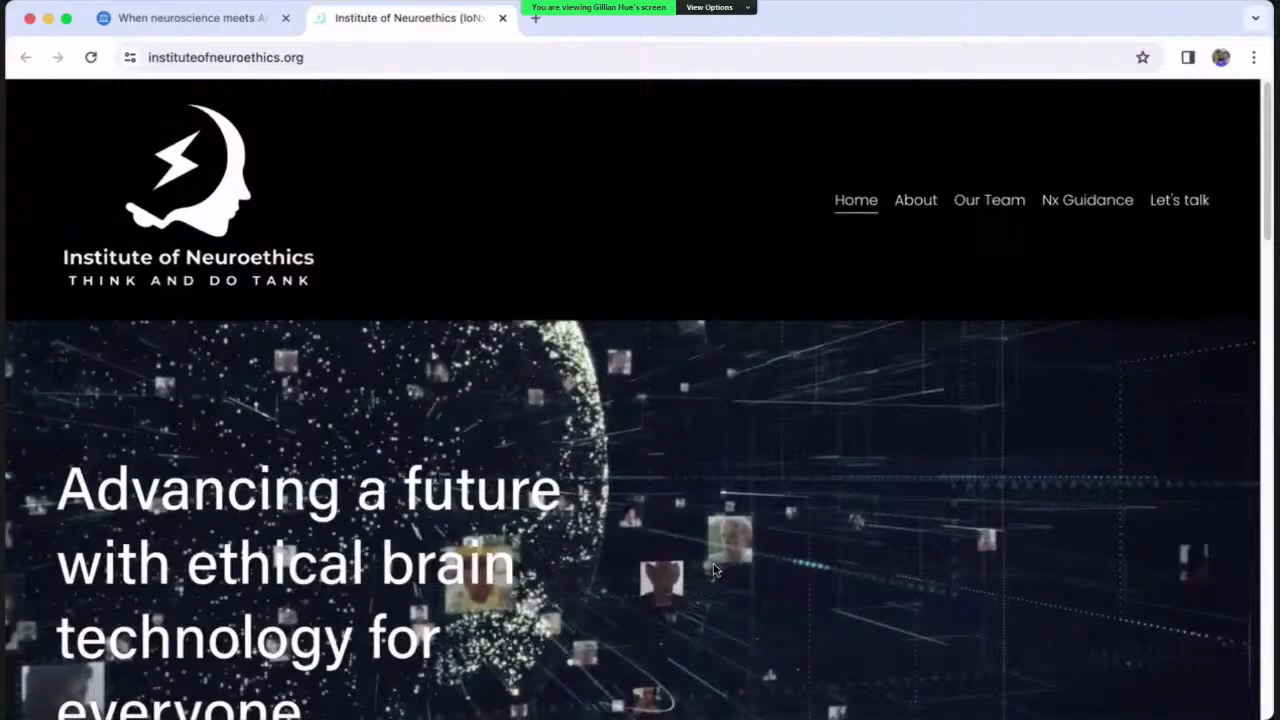 You are viewing Gillian Hue's screen
View Options
When neuroscience meets A
Institute of Neuroethics (IoNx
instituteofneuroethics.org
Institute of Neuroethics
THINK AND DO TANK
Home About Our Team Nx Guidance Let's talk
Advancing a future
with ethical brain
technology for
everyone